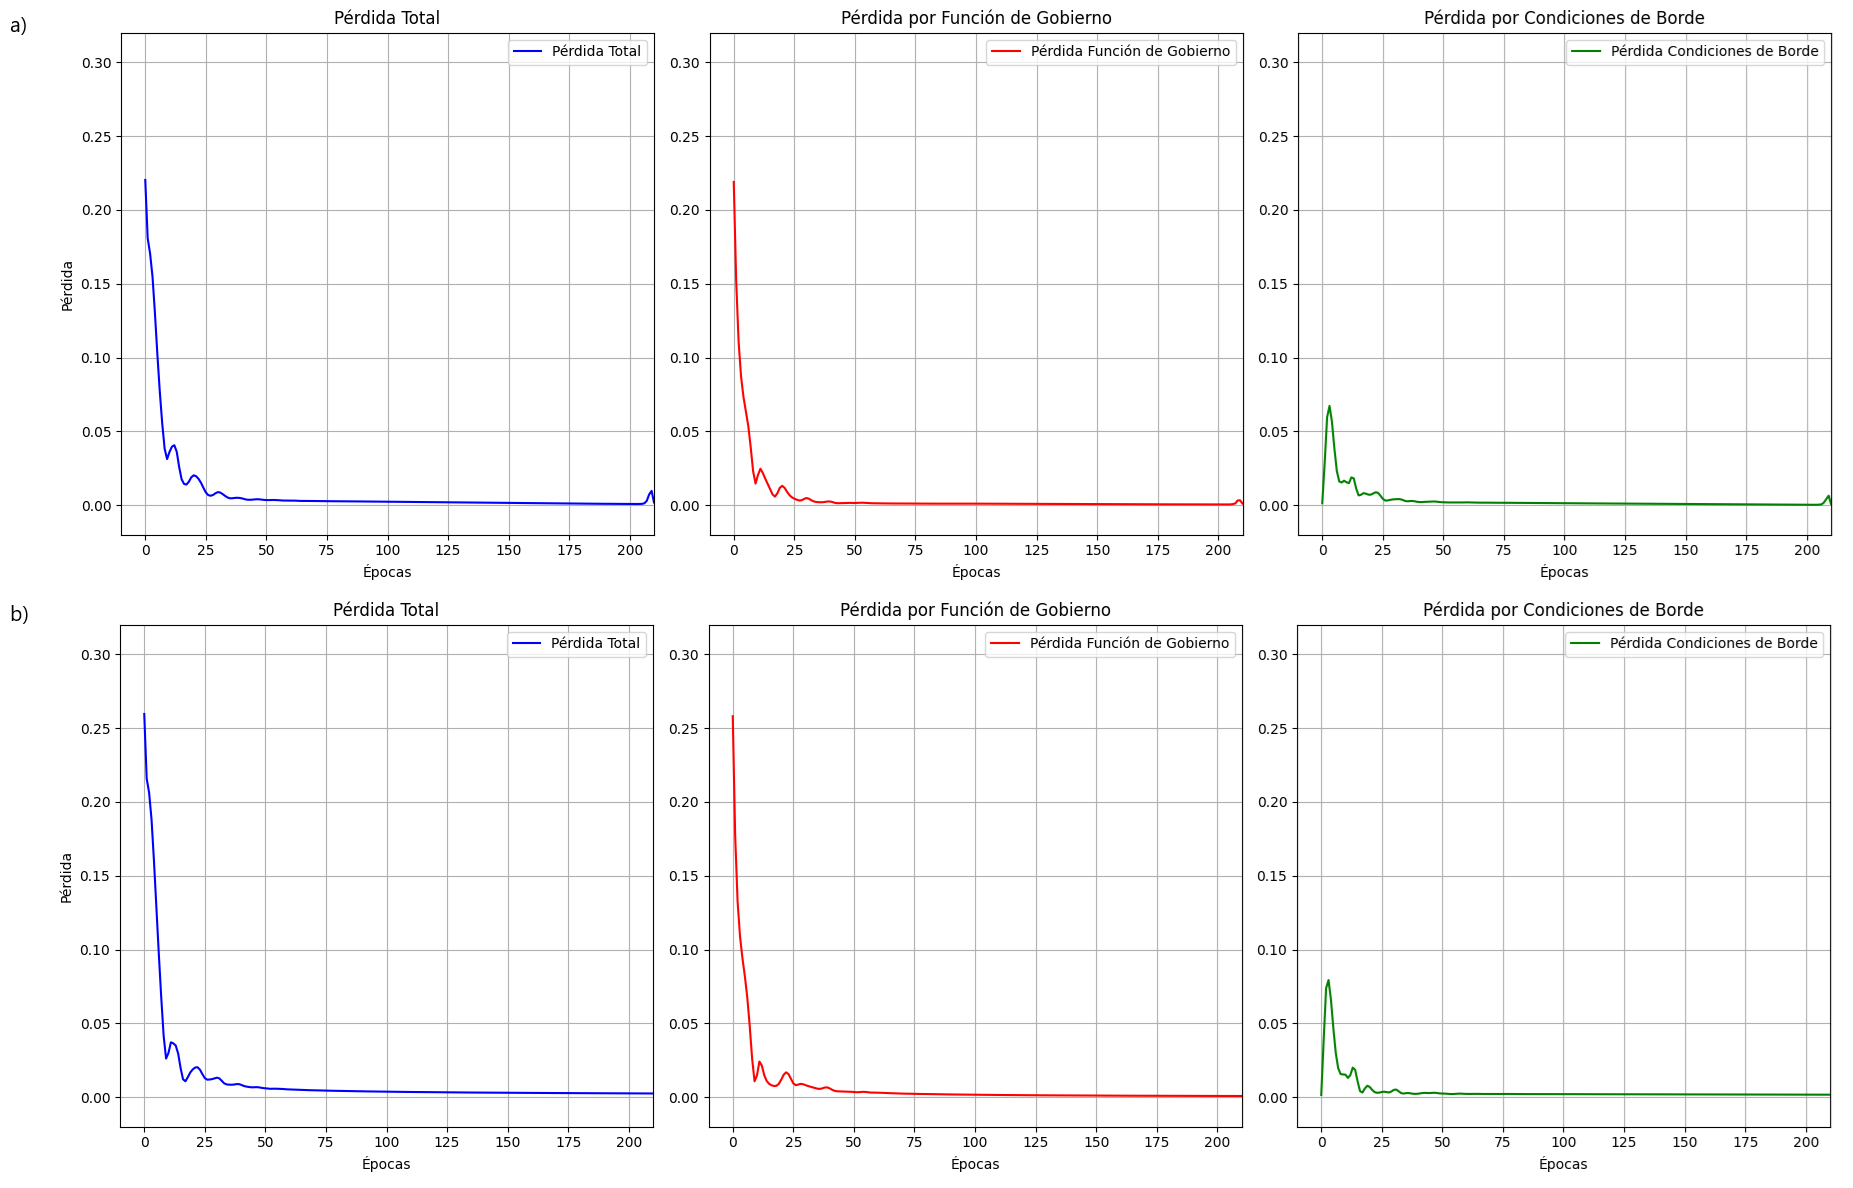 a)
Pérdida Total
Pérdida por Función de Gobierno
Pérdida por Condiciones de Borde
Pérdida Total
Pérdida Función de Gobierno
Pérdida Condiciones de Borde
Pérdida
0.30
0.25
0.20
0.15
0.10
0.05
0.00
0 25 50 75 100 125 150 175 200
Épocas
0.30
0.25
0.20
0.15
0.10
0.05
0.00
0 25 50 75 100 125 150 175 200
Épocas
0.30
0.25
0.20
0.15
0.10
0.05
0.00
0 25 50 75 100 125 150 175 200
Épocas
b)
Pérdida Total
Pérdida por Función de Gobierno
Pérdida por Condiciones de Borde
Pérdida Total
Pérdida Función de Gobierno
Pérdida Condiciones de Borde
Pérdida
0.30
0.25
0.20
0.15
0.10
0.05
0.00
0 25 50 75 100 125 150 175 200
Épocas
0.30
0.25
0.20
0.15
0.10
0.05
0.00
0 25 50 75 100 125 150 175 200
Épocas
0.30
0.25
0.20
0.15
0.10
0.05
0.00
0 25 50 75 100 125 150 175 200
Épocas